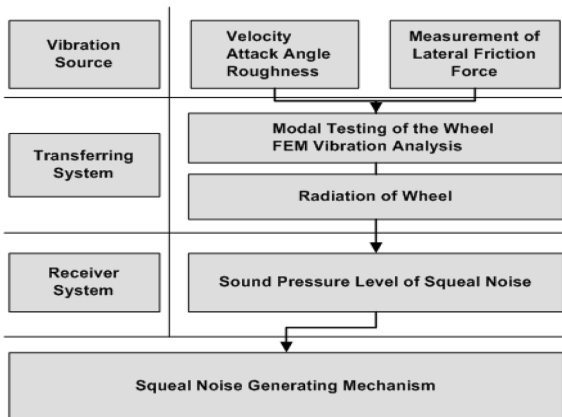 Vibration
Source
Velocity
Attack Angle
Roughness
Measurement of
Lateral Friction
Force
Transferring
System
Modal Testing of the Wheel
FEM Vibration Analysis
Radiation of Wheel
Receiver
System
Sound Pressure Level of Squeal Noise
Squeal Noise Generating Mechanism